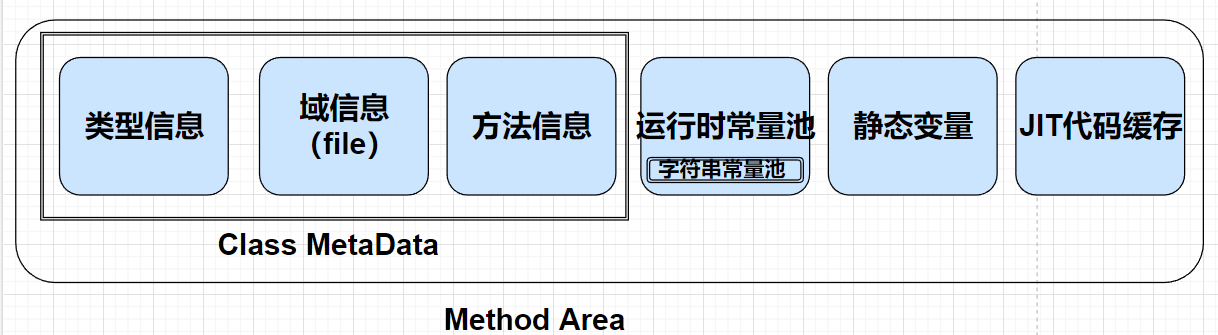 类型信息
域信息
（file）
方法信息
运行时常量池
字符串常量池
静态变量
JIT代码缓存
Class MetaData
Method Area